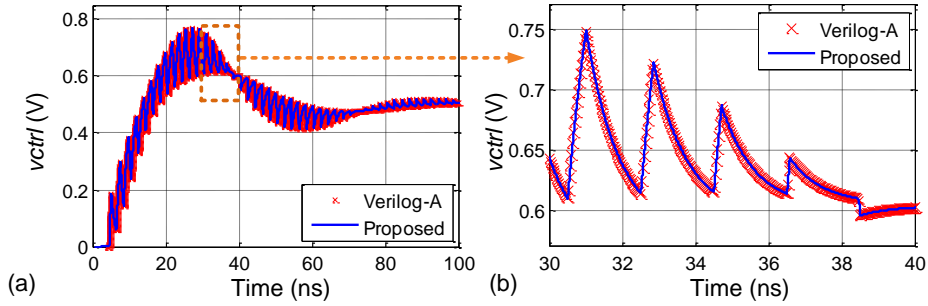 vctrl (V)
0.8
0.6
0.4
0.2
0
Verilog-A
Proposed
0 20 40 60 80 100
(a) Time (ns)
vctrl (V)
0.75
0.7
0.65
0.6
Verilog-A
Proposed
30 32 34 36 38 40
(b) Time (ns)